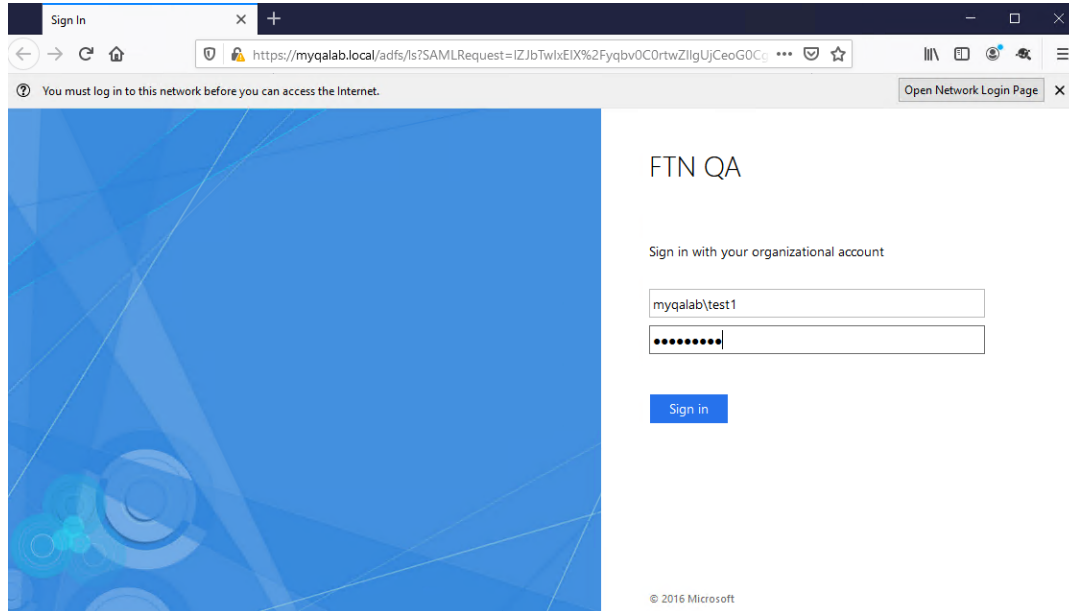 Sign In
https://myqalab.local/adfs/ls?SAMLRequest=
You must log in to this network before you can access the Internet.
Open Network Login Page
FTN QA
Sign in with your organizational account
myqalab\test1
●●●●●●●●●
Sign in
© 2016 Microsoft